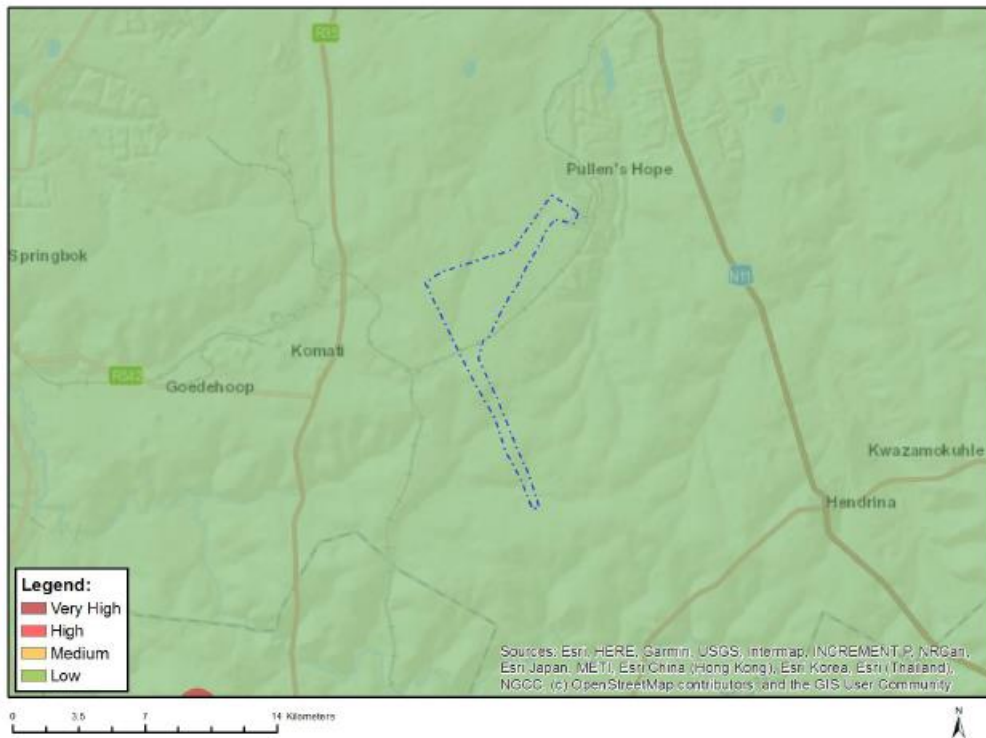 R35
Pullen's Hope
Springbok
N11
Komati
R542
Goedehoop
Kwazamokuhle
Hendrina
Legend:
Very High
High
Medium
Low
Sources: Esri, HERE, Garmin, USGS, Intermap, INCREMENT P, NRCan,
Esri Japan, METI, Esri China (Hong Kong), Esri Korea, Esri (Thailand),
NGCC, (c) OpenStreetMap contributors, and the GIS User Community
0 3.5 7 14 Kilometers
N